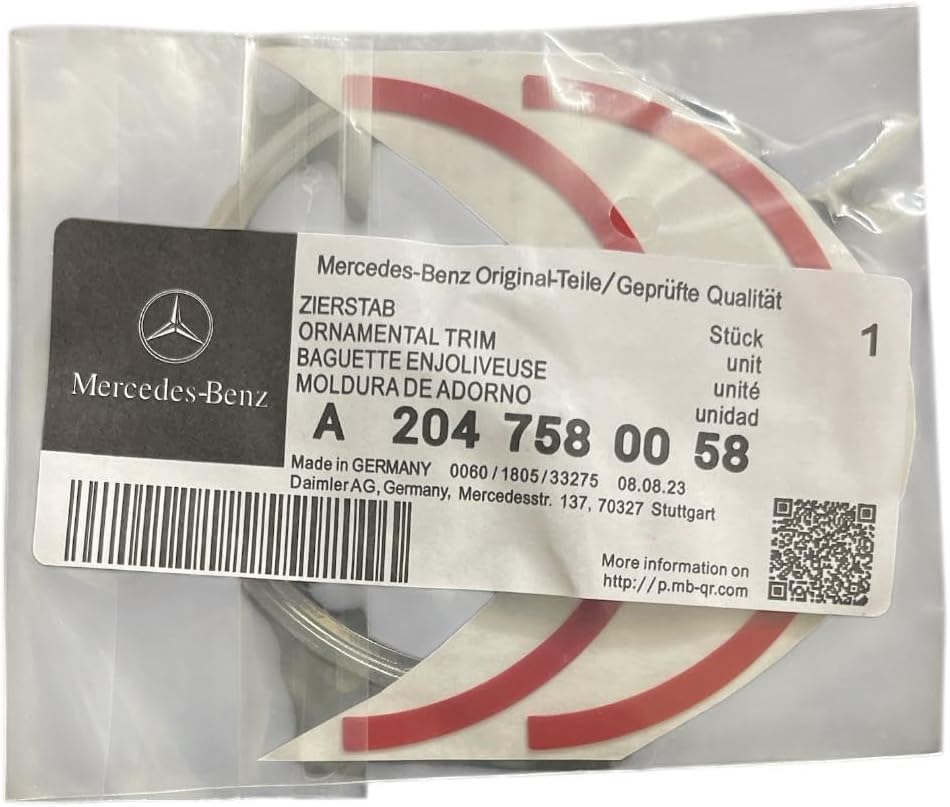 Mercedes-Benz Original-Teile/Geprüfte Qualität
ZIERSTAB
ORNAMENTAL TRIM
BAGUETTE ENJOLIVEUSE
MOLDURA DE ADORNO
Stück
unit
unité
unidad
1
Mercedes-Benz
A 204 758 00 58
Made in GERMANY 0060/1805/33275 08.08.23
Daimler AG, Germany, Mercedesstr. 137, 70327 Stuttgart
More information on
http://p.mb-qr.com